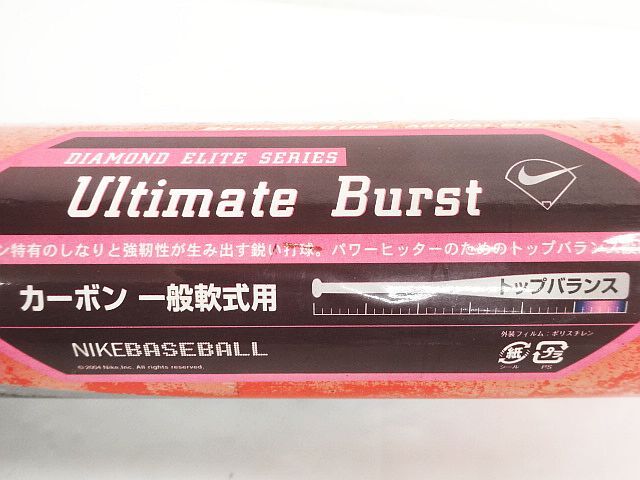 DIAMOND ELITE SERIES
Ultimate Burst
ン特有のしなりと強靭性が生み出す鋭い打球。パワーヒッターのためのトップバランス
カーボン 一般軟式用
トップバランス
NIKEBASEBALL
©2004 Nike, Inc. All rights reserved.
外装フィルム:ポリスチレン
紙 プラ
シール PS